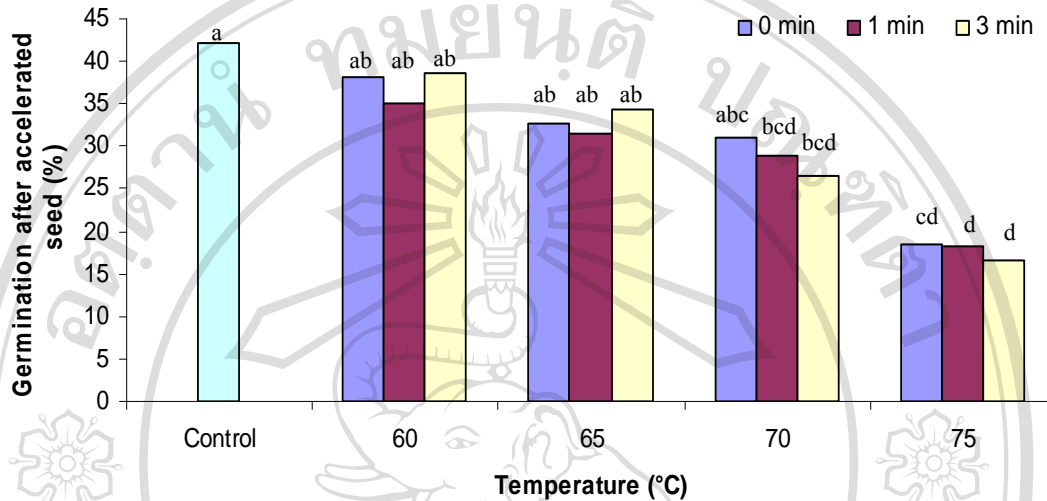 0 min 1 min 3 min
45
40
35
30
25
20
15
10
5
0
Germination after accelerated
seed (%)
a
ab ab ab
ab ab ab
abc bcd bcd
cd d d
Control 60 65 70 75
Temperature (°C)